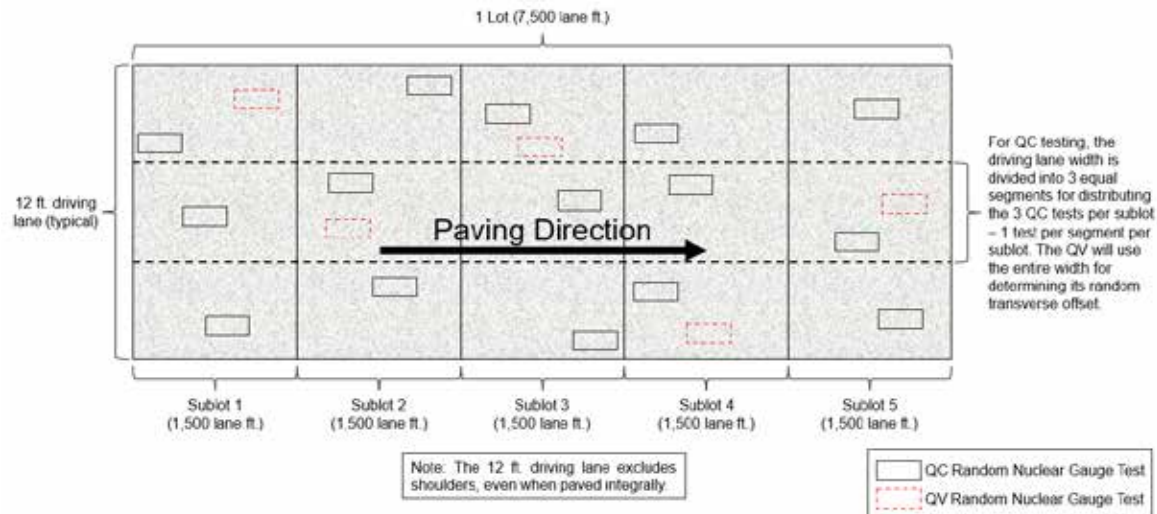 1 Lot (7,500 lane ft.)
12 ft. driving
lane (typical)
Paving Direction
For QC testing, the
driving lane width is
divided into 3 equal
segments for distributing
the 3 QC tests per sublot
– 1 test per segment per
sublot. The QV will use
the entire width for
determining its random
transverse offset.
Sublot 1
(1,500 lane ft.)
Sublot 2
(1,500 lane ft.)
Sublot 3
(1,500 lane ft.)
Sublot 4
(1,500 lane ft.)
Sublot 5
(1,500 lane ft.)
Note: The 12 ft. driving lane excludes
shoulders, even when paved integrally.
QC Random Nuclear Gauge Test
QV Random Nuclear Gauge Test